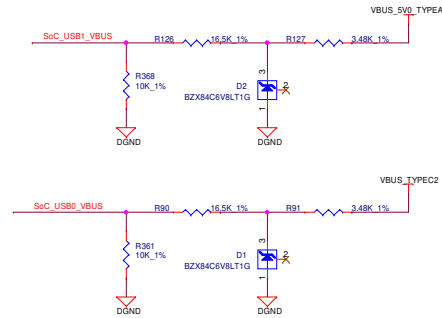 VBUS_5V0_TYPEA
SoC_USB1_VBUS
R126 16.5K_1% R127 3.48K_1%
R368
10K_1%
D2
BZX84C6V8LT1G
3
2
1
DGND DGND
VBUS_TYPEC2
SoC_USB0_VBUS
R90 16.5K_1% R91 3.48K_1%
R361
10K_1%
D1
BZX84C6V8LT1G
3
2
1
DGND DGND